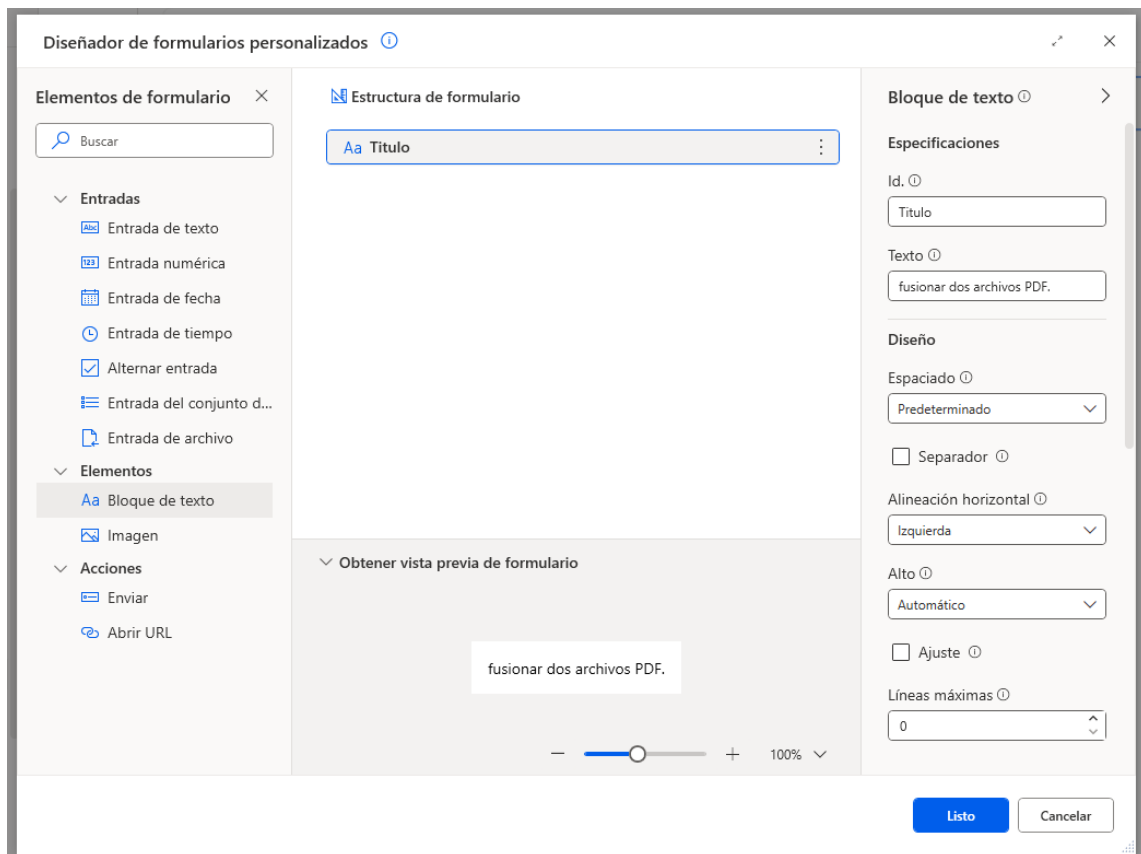 Diseñador de formularios personalizados
Elementos de formulario
Buscar
Entradas
Abc Entrada de texto
123 Entrada numérica
Entrada de fecha
Entrada de tiempo
Alternar entrada
Entrada del conjunto d...
Entrada de archivo
Elementos
Aa Bloque de texto
Imagen
Acciones
Enviar
Abrir URL
Estructura de formulario
Aa Titulo
Obtener vista previa de formulario
fusionar dos archivos PDF.
100%
Bloque de texto
Especificaciones
Id.
Titulo
Texto
fusionar dos archivos PDF.
Diseño
Espaciado
Predeterminado
Separador
Alineación horizontal
Izquierda
Alto
Automático
Ajuste
Líneas máximas
0
Listo
Cancelar